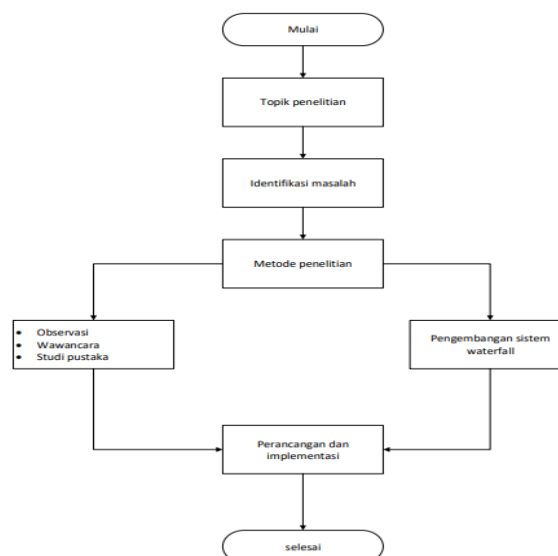 Mulai
Topik penelitian
Identifikasi masalah
Metode penelitian
• Observasi
• Wawancara
• Studi pustaka
Pengembangan sistem
waterfall
Perancangan dan
implementasi
selesai